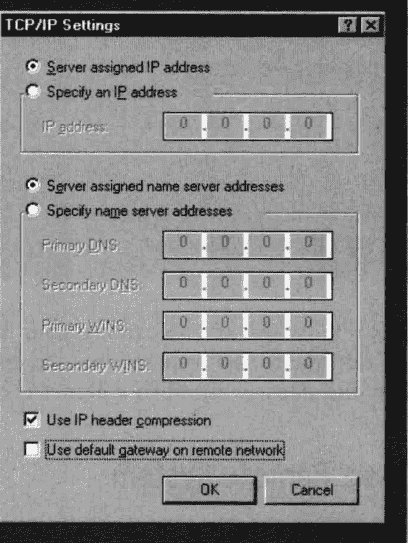 TCP/IP Settings
Server assigned IP address
Specify an IP address
IP address: 0 . 0 . 0 . 0
Server assigned name server addresses
Specify name server addresses
Primary DNS: 0 . 0 . 0 . 0
Secondary DNS: 0 . 0 . 0 . 0
Primary WINS: 0 . 0 . 0 . 0
Secondary WINS: 0 . 0 . 0 . 0
Use IP header compression
Use default gateway on remote network
OK Cancel